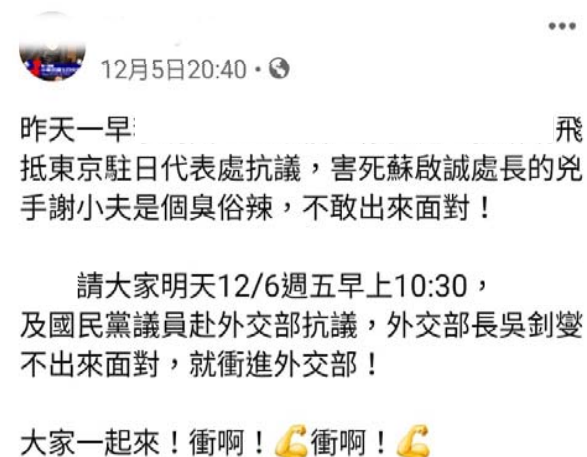 12月5日20:40
昨天一早 飛
抵東京駐日代表處抗議，害死蘇啟誠處長的兇
手謝小夫是個臭俗辣，不敢出來面對！
請大家明天12/6週五早上10:30，
及國民黨議員赴外交部抗議，外交部長吳釗燮
不出來面對，就衝進外交部！
大家一起來！衝啊！💪衝啊！💪